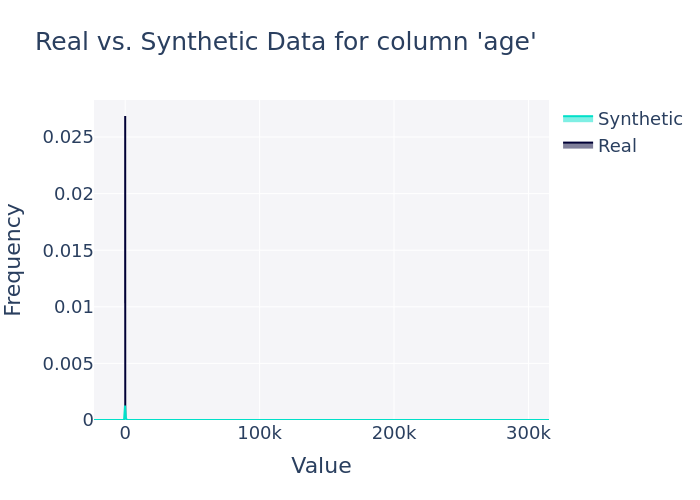 Real vs. Synthetic Data for column 'age'
Synthetic
Real
Frequency
0.025
0.02
0.015
0.01
0.005
0
0 100k 200k 300k
Value